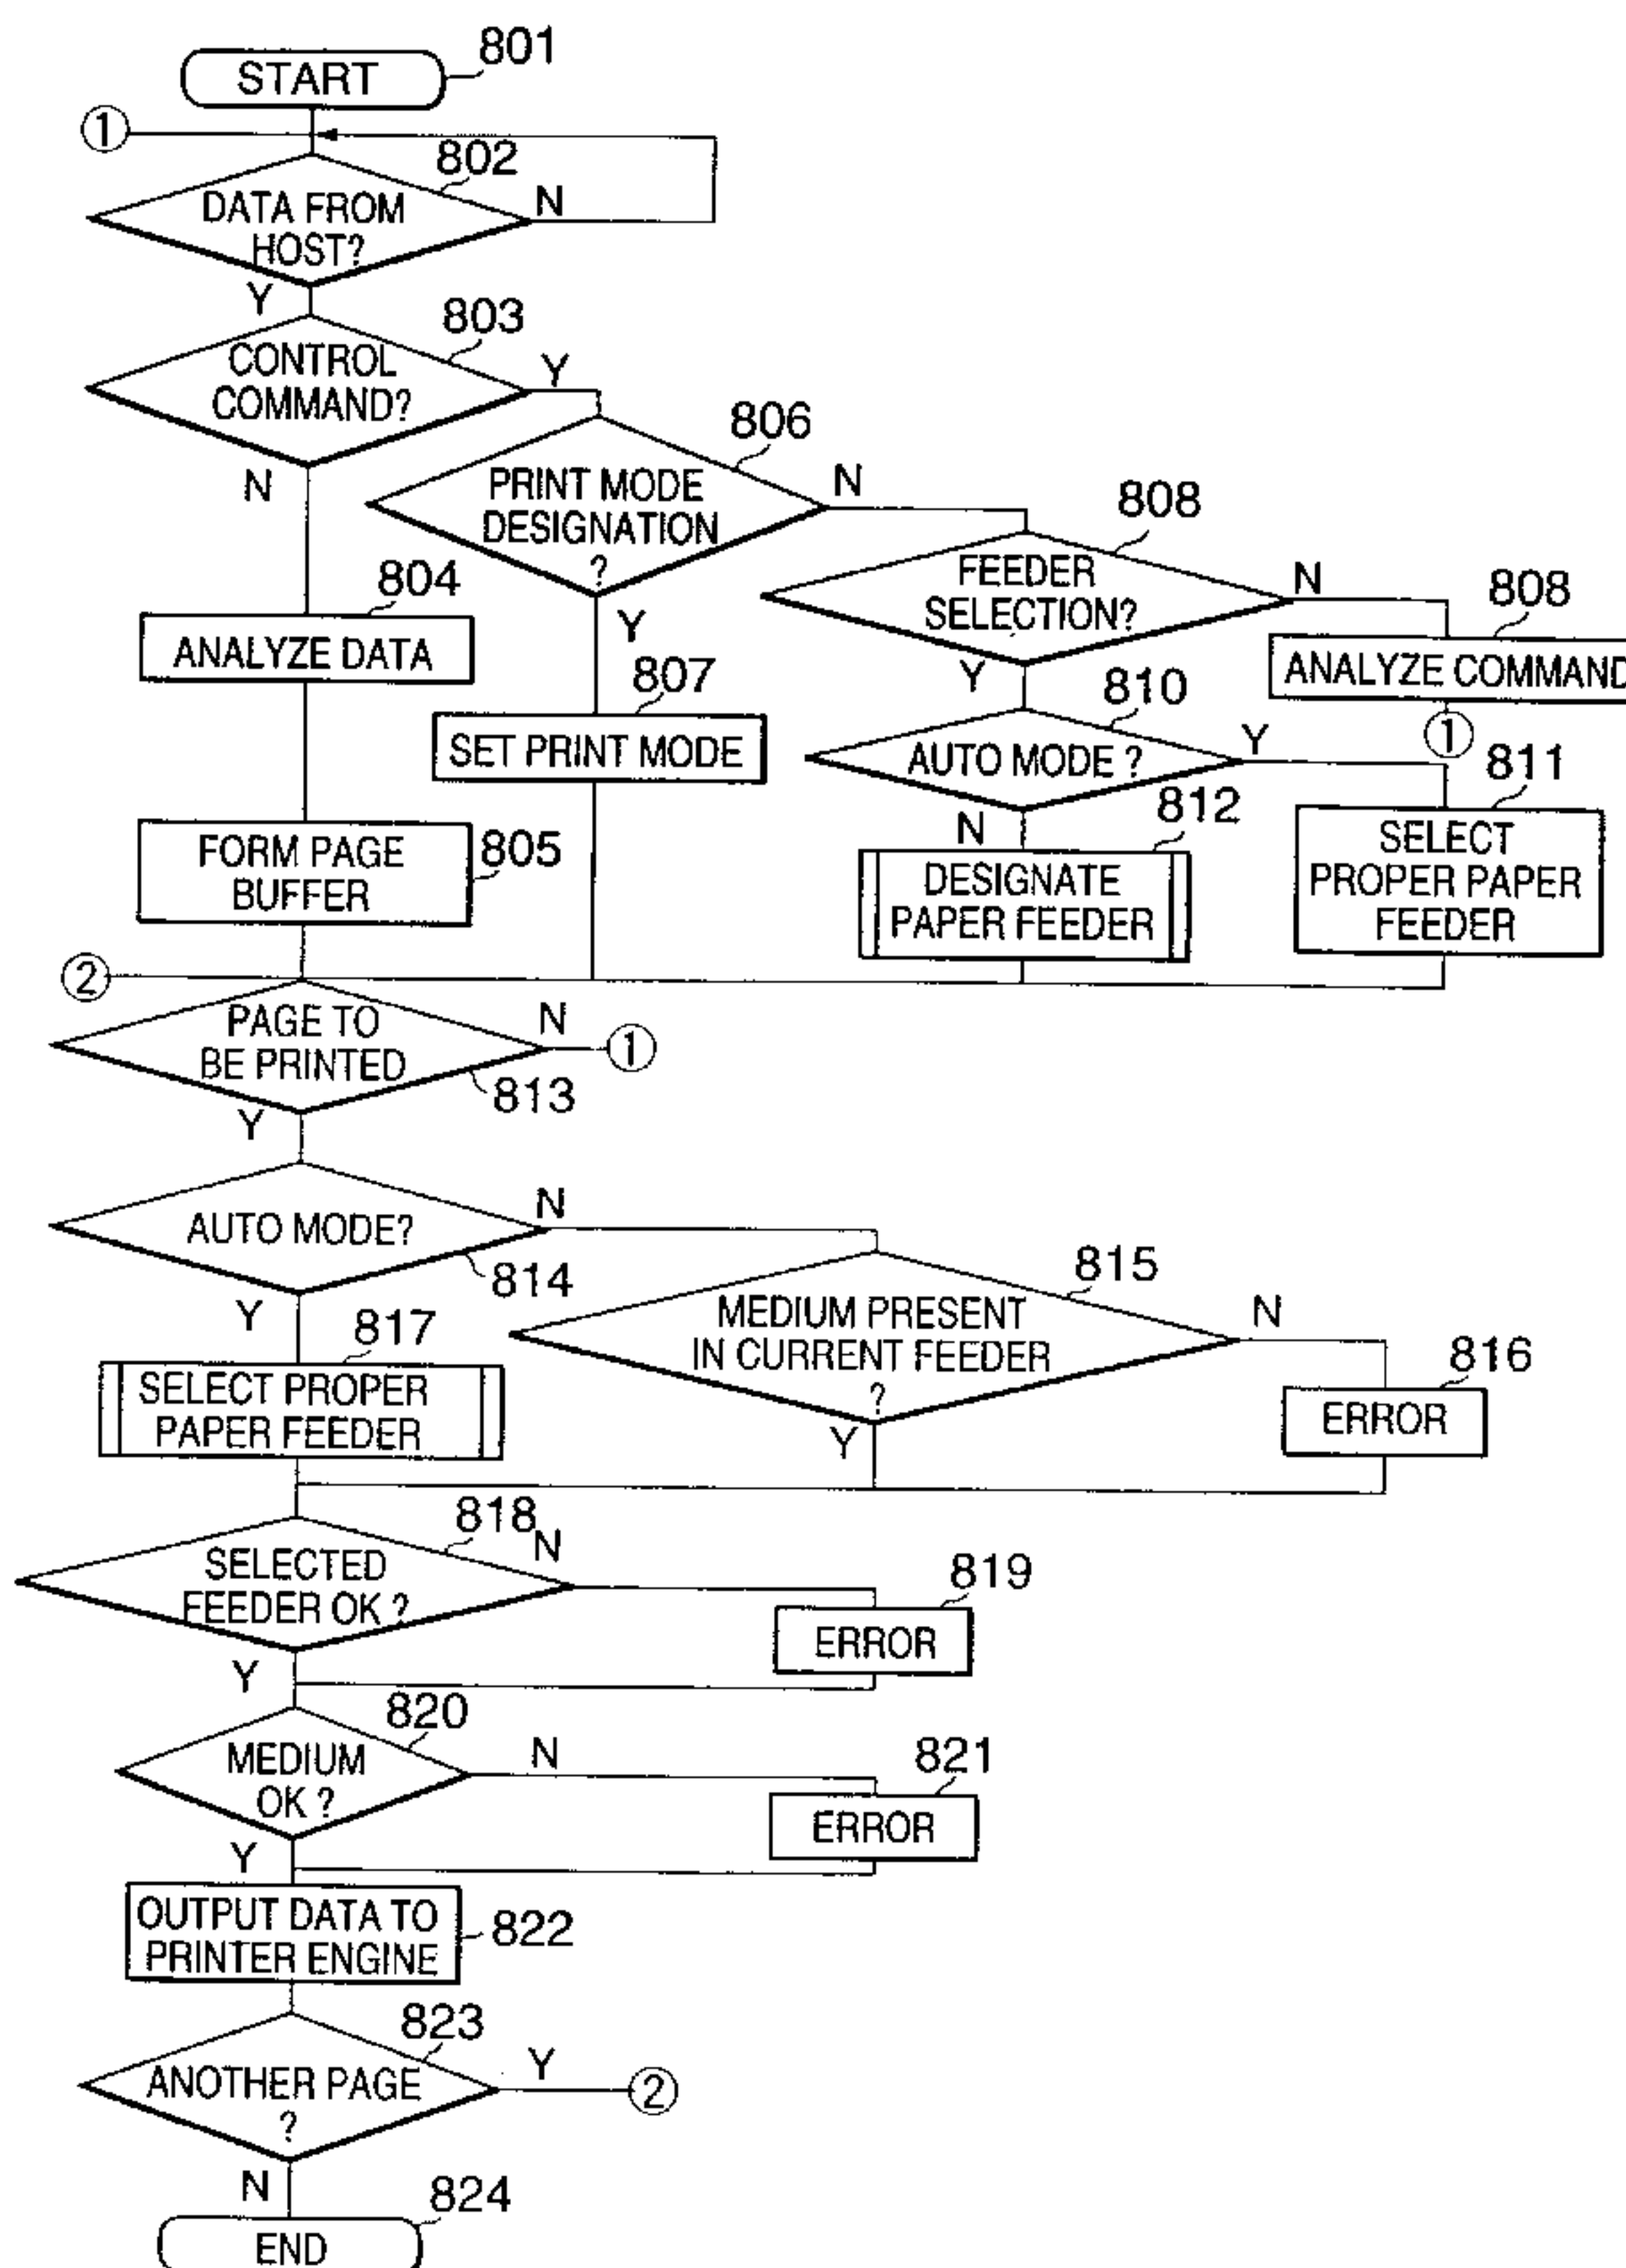 801
START
①
802
DATA FROM
HOST?
N
Y
803
CONTROL
COMMAND?
Y
N
806
PRINT MODE
DESIGNATION
?
N
Y
808
FEEDER
SELECTION?
N
Y
808
ANALYZE COMMAND
①
804
ANALYZE DATA
807
SET PRINT MODE
810
AUTO MODE ?
Y
N
811
SELECT
PROPER PAPER
FEEDER
812
DESIGNATE
PAPER FEEDER
FORM PAGE
BUFFER
805
②
PAGE TO
BE PRINTED
N
①
813
Y
AUTO MODE?
N
814
Y
815
MEDIUM PRESENT
IN CURRENT FEEDER
?
N
Y
816
ERROR
817
SELECT PROPER
PAPER FEEDER
818
SELECTED
FEEDER OK ?
N
Y
819
ERROR
820
MEDIUM
OK ?
N
Y
821
ERROR
OUTPUT DATA TO
PRINTER ENGINE
822
823
ANOTHER PAGE
?
Y
②
N
824
END